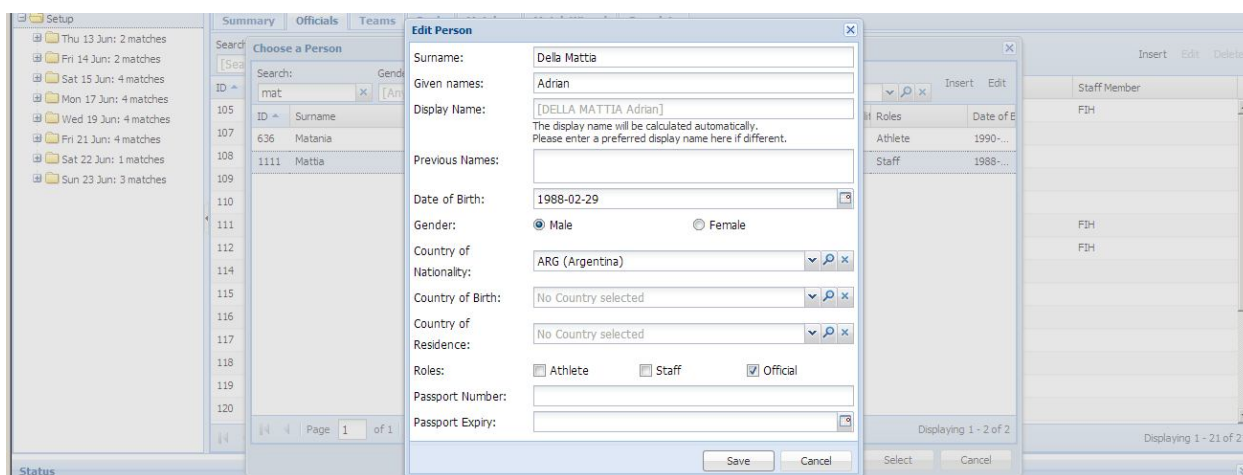 Setup
Thu 13 Jun: 2 matches
Fri 14 Jun: 2 matches
Sat 15 Jun: 4 matches
Mon 17 Jun: 4 matches
Wed 19 Jun: 4 matches
Fri 21 Jun: 4 matches
Sat 22 Jun: 1 matches
Sun 23 Jun: 3 matches
Summary Officials Teams
Insert Edit Delete
ID Staff Member
105 FIH
107
108
109
110
111 FIH
112 FIH
114
115
116
117
118
119
120
Displaying 1 - 21 of 2
Choose a Person
Search:
mat
Insert Edit
ID Surname Roles Date of B
636 Matania Athlete 1990-...
1111 Mattia Staff 1988-...
Page 1 of 1 Displaying 1 - 2 of 2
Select Cancel
Edit Person
Surname: Della Mattia
Given names: Adrian
Display Name: [DELLA MATTIA Adrian]
The display name will be calculated automatically.
Please enter a preferred display name here if different.
Previous Names:
Date of Birth: 1988-02-29
Gender: Male Female
Country of
Nationality: ARG (Argentina)
Country of Birth: No Country selected
Country of
Residence: No Country selected
Roles: Athlete Staff Official
Passport Number:
Passport Expiry:
Save Cancel
Status